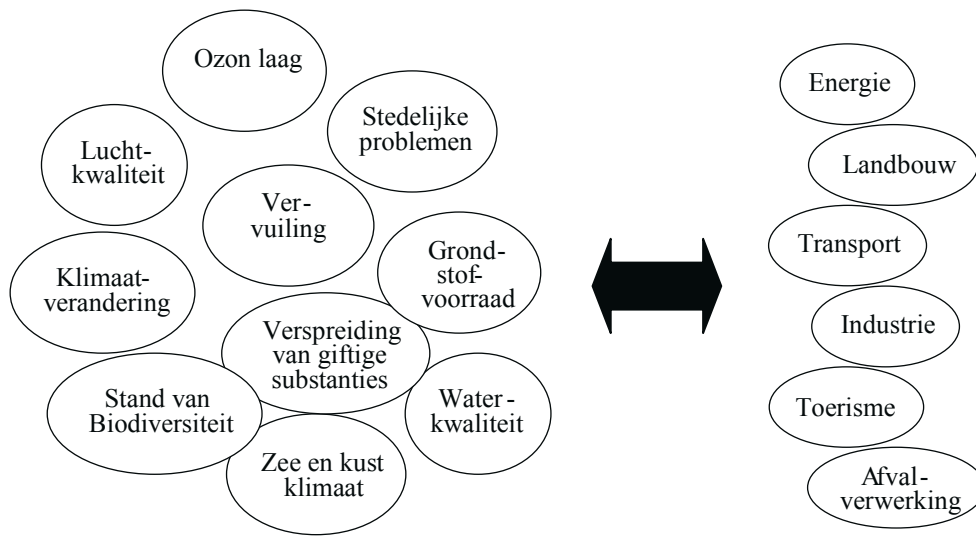 Ozon laag
Stedelijke
problemen
Lucht-
kwaliteit
Ver-
vuiling
Grond-
stof-
voorraad
Klimaat-
verandering
Verspreiding
van giftige
substanties
Stand van
Biodiversiteit
Water-
kwaliteit
Zee en kust
klimaat
Energie
Landbouw
Transport
Industrie
Toerisme
Afval-
verwerking